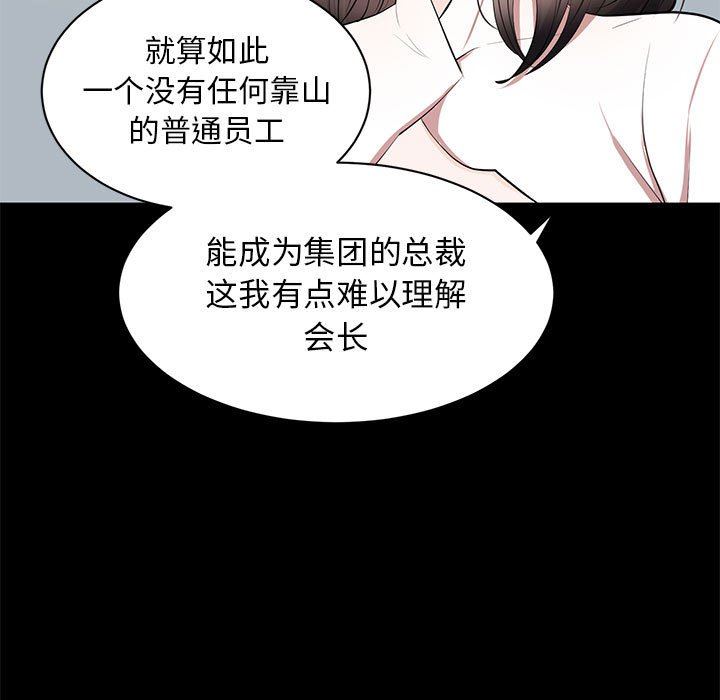 就算如此
一个没有任何靠山
的普通员工
能成为集团的总裁
这我有点难以理解
会长